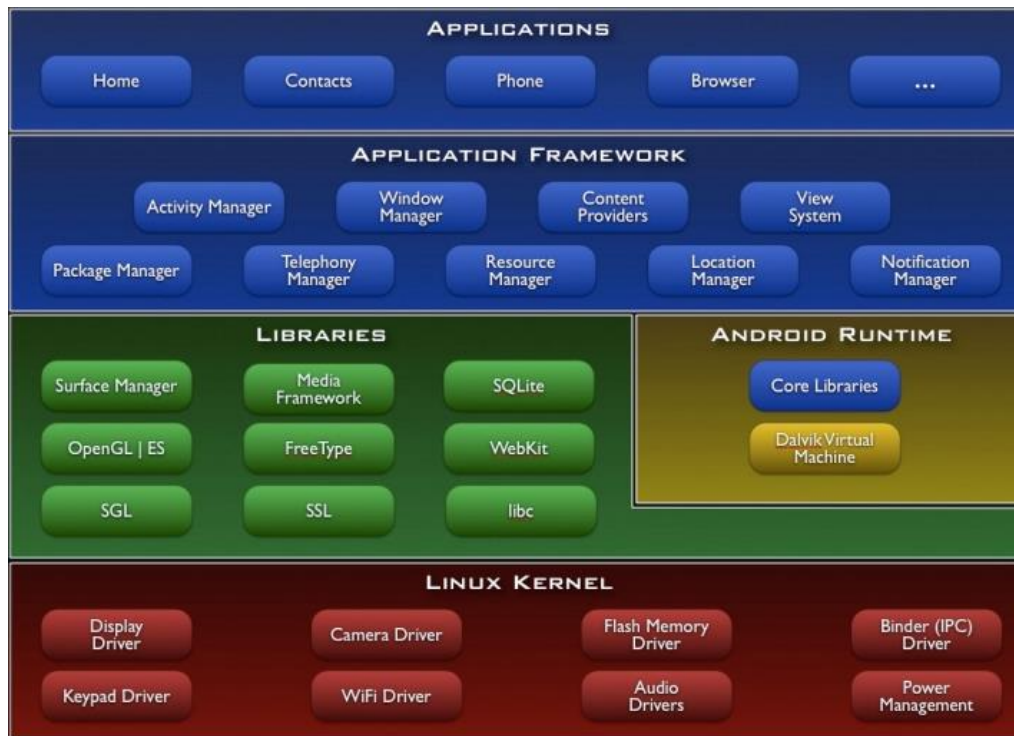 APPLICATIONS
Home
Contacts
Phone
Browser
...
APPLICATION FRAMEWORK
Activity Manager
Window
Manager
Content
Providers
View
System
Package Manager
Telephony
Manager
Resource
Manager
Location
Manager
Notification
Manager
LIBRARIES
Surface Manager
Media
Framework
SQLite
OpenGL | ES
FreeType
WebKit
SGL
SSL
libc
ANDROID RUNTIME
Core Libraries
Dalvik Virtual
Machine
LINUX KERNEL
Display
Driver
Camera Driver
Flash Memory
Driver
Binder (IPC)
Driver
Keypad Driver
WiFi Driver
Audio
Drivers
Power
Management